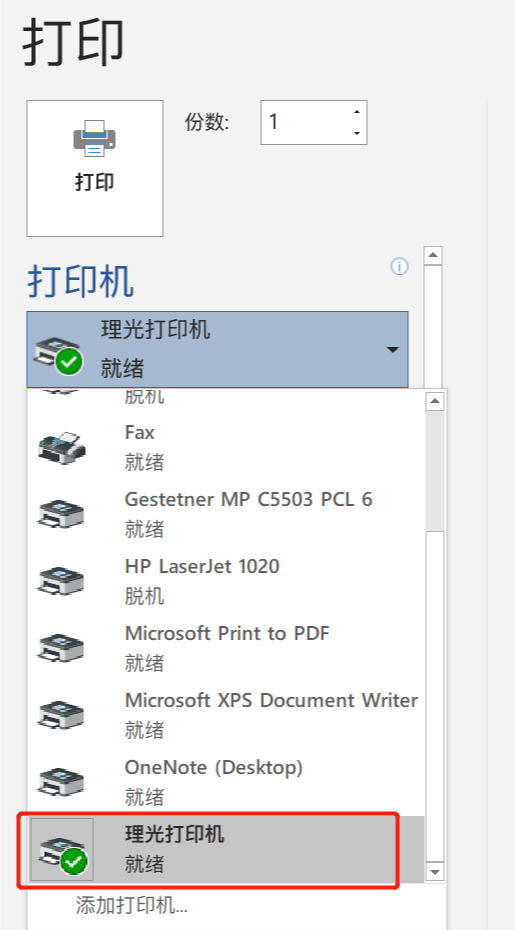 打印
份数:
1
打印
打印机
理光打印机
就绪
脱机
Fax
就绪
Gestetner MP C5503 PCL 6
就绪
HP LaserJet 1020
脱机
Microsoft Print to PDF
就绪
Microsoft XPS Document Writer
就绪
OneNote (Desktop)
就绪
理光打印机
就绪
添加打印机...